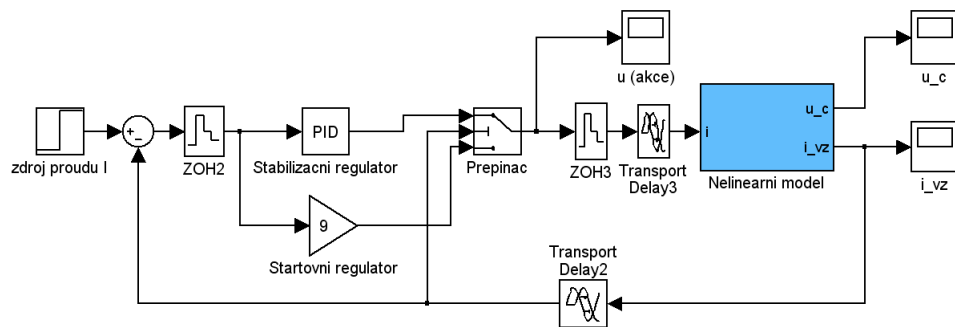 u (akce)
u_c
zdroj proudu I
+
-
ZOH2
PID
Stabilizacni regulator
Prepinac
ZOH3
Transport
Delay3
i
u_c
i_vz
Nelinearni model
i_vz
9
Startovni regulator
Transport
Delay2